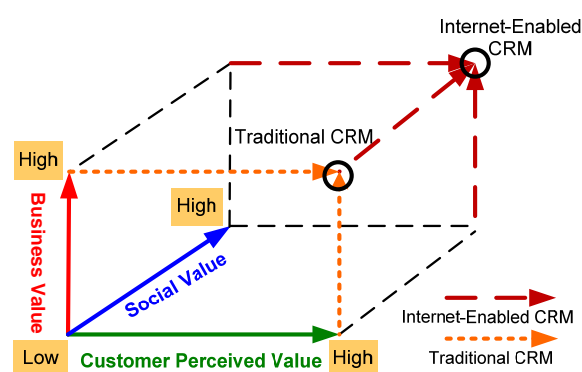 Internet-Enabled
CRM
Traditional CRM
High
High
Business Value
Social Value
Low
Customer Perceived Value
High
Internet-Enabled CRM
Traditional CRM